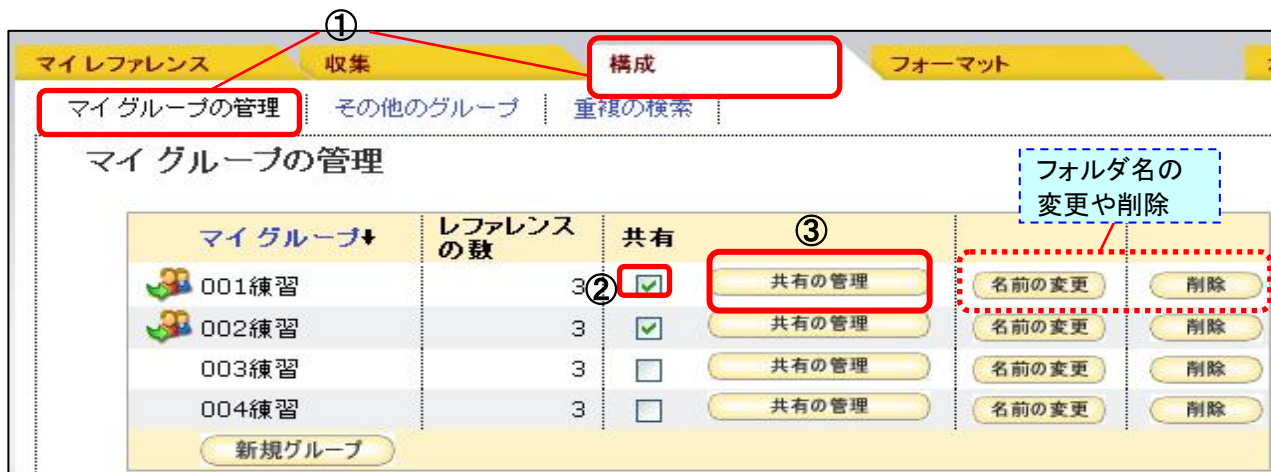 ①
マイ レファレンス 収集 構成 フォーマット
マイ グループの管理 その他のグループ 重複の検索
マイ グループの管理
フォルダ名の
変更や削除
マイ グループ レファレンス
の数 共有 ③
001練習 3 ② 共有の管理 名前の変更 削除
002練習 3 共有の管理 名前の変更 削除
003練習 3 共有の管理 名前の変更 削除
004練習 3 共有の管理 名前の変更 削除
新規グループ